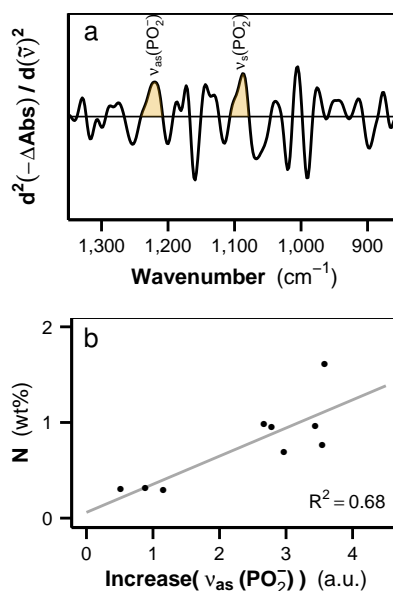 a
νas(PO2−)
νs(PO2−)
d²(−ΔAbs) / d(ν̃)²
1,300 1,200 1,100 1,000 900
Wavenumber (cm−1)
b
2
1
0
N (wt%)
R² = 0.68
0 1 2 3 4
Increase( νas (PO2−) ) (a.u.)